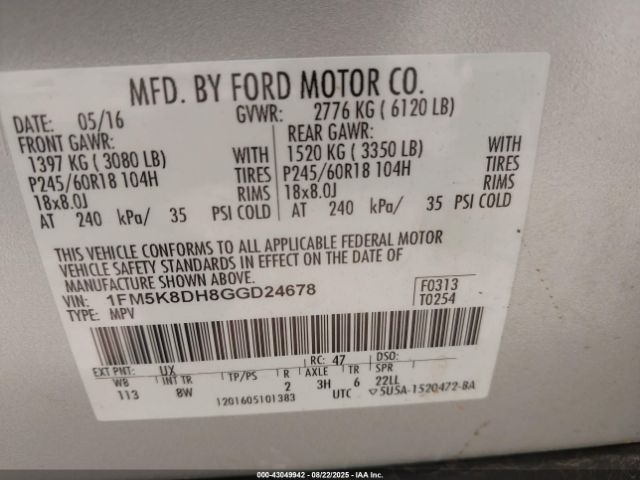 MFD. BY FORD MOTOR CO.
DATE: 05/16 GVWR: 2776 KG ( 6120 LB)
FRONT GAWR: REAR GAWR:
1397 KG ( 3080 LB) WITH 1520 KG ( 3350 LB) WITH
P245/60R18 104H TIRES P245/60R18 104H TIRES
18x8.0J RIMS 18x8.0J RIMS
AT 240 kPa/ 35 PSI COLD AT 240 kPa/ 35 PSI COLD
THIS VEHICLE CONFORMS TO ALL APPLICABLE FEDERAL MOTOR
VEHICLE SAFETY STANDARDS IN EFFECT ON THE DATE OF
MANUFACTURE SHOWN ABOVE.
VIN: 1FM5K8DH8GGD24678 F0313
TYPE: MPV T0254
EXT PNT: UX RC: 47 DSO:
WB INT TR TP/PS R AXLE TR SPR
113 8W 2 3H 6 22LL
1201605101383 UTC ▽5U5A-1520472-BA
00-43049942 - 08/22/2025 - IAAI.com